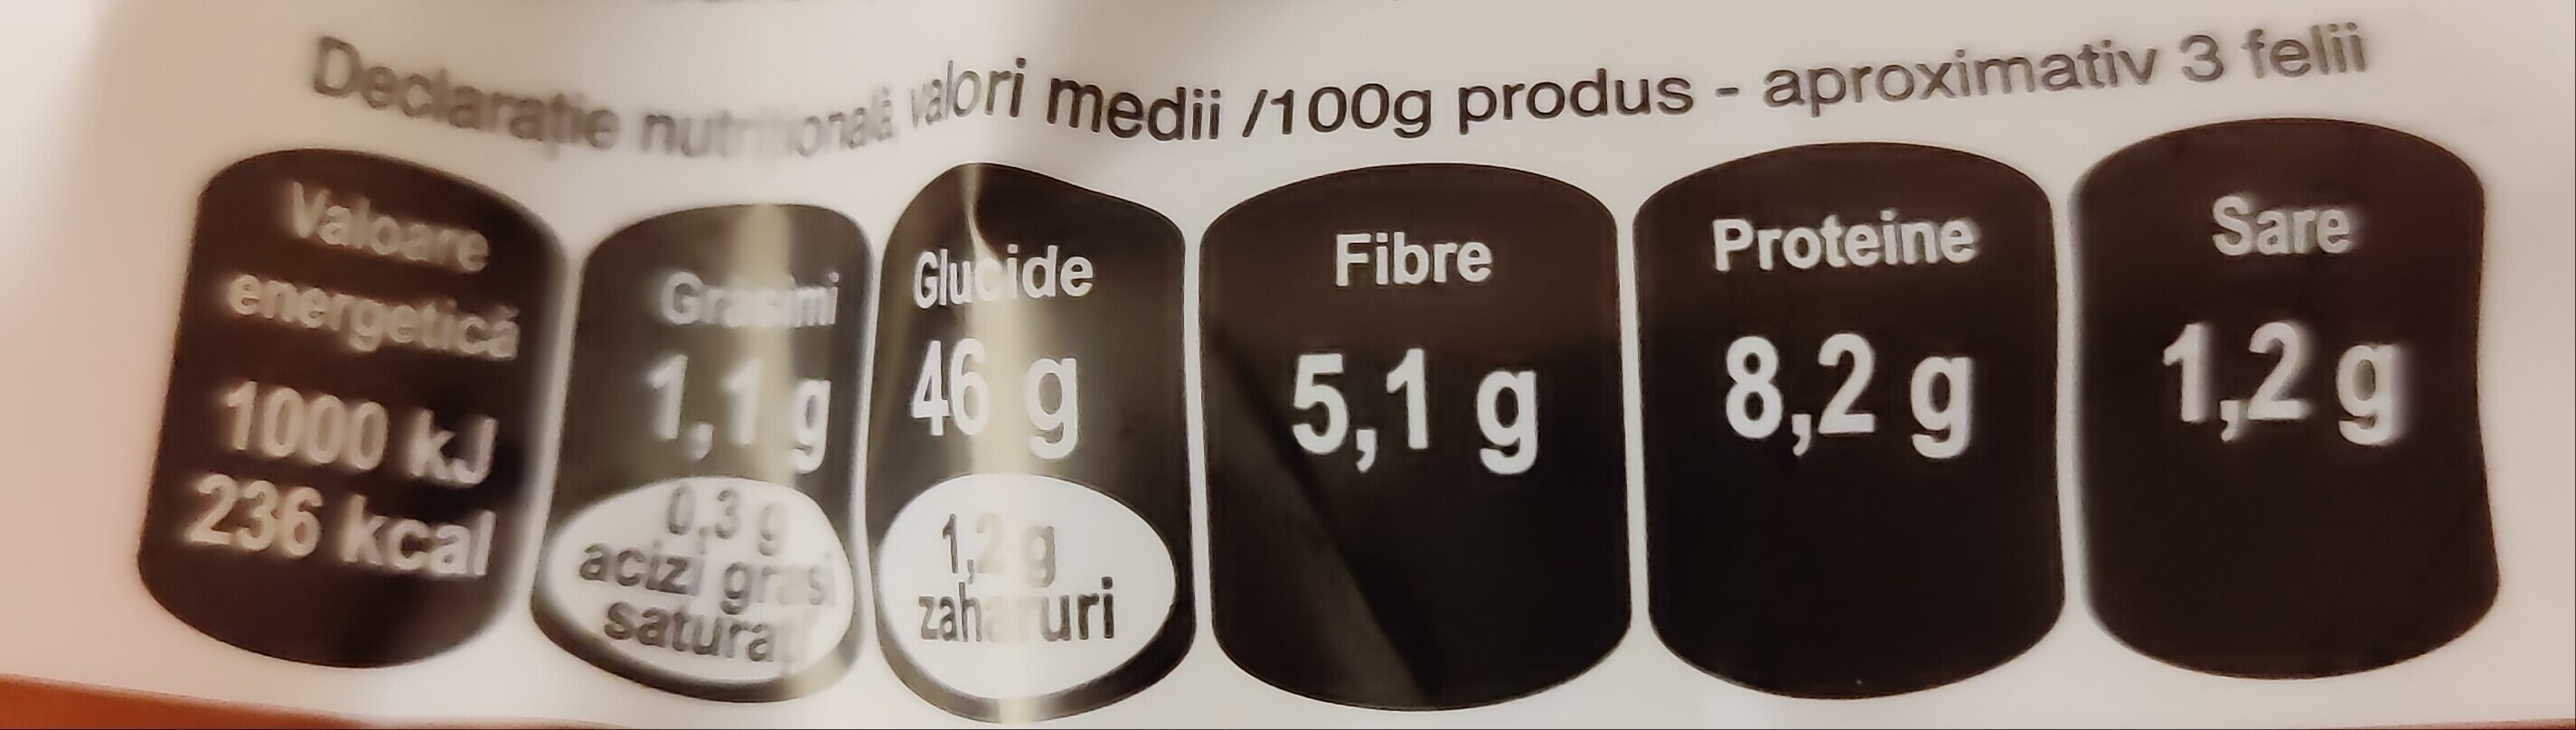 Declarație nutrițională, valori medii /100g produs - aproximativ 3 felii
Valoare
energetică
1000 kJ
236 kcal
Grăsimi
1,1 g
0,3 g
acizi grași
saturați
Glucide
46 g
1,2 g
zaharuri
Fibre
5,1 g
Proteine
8,2 g
Sare
1,2 g